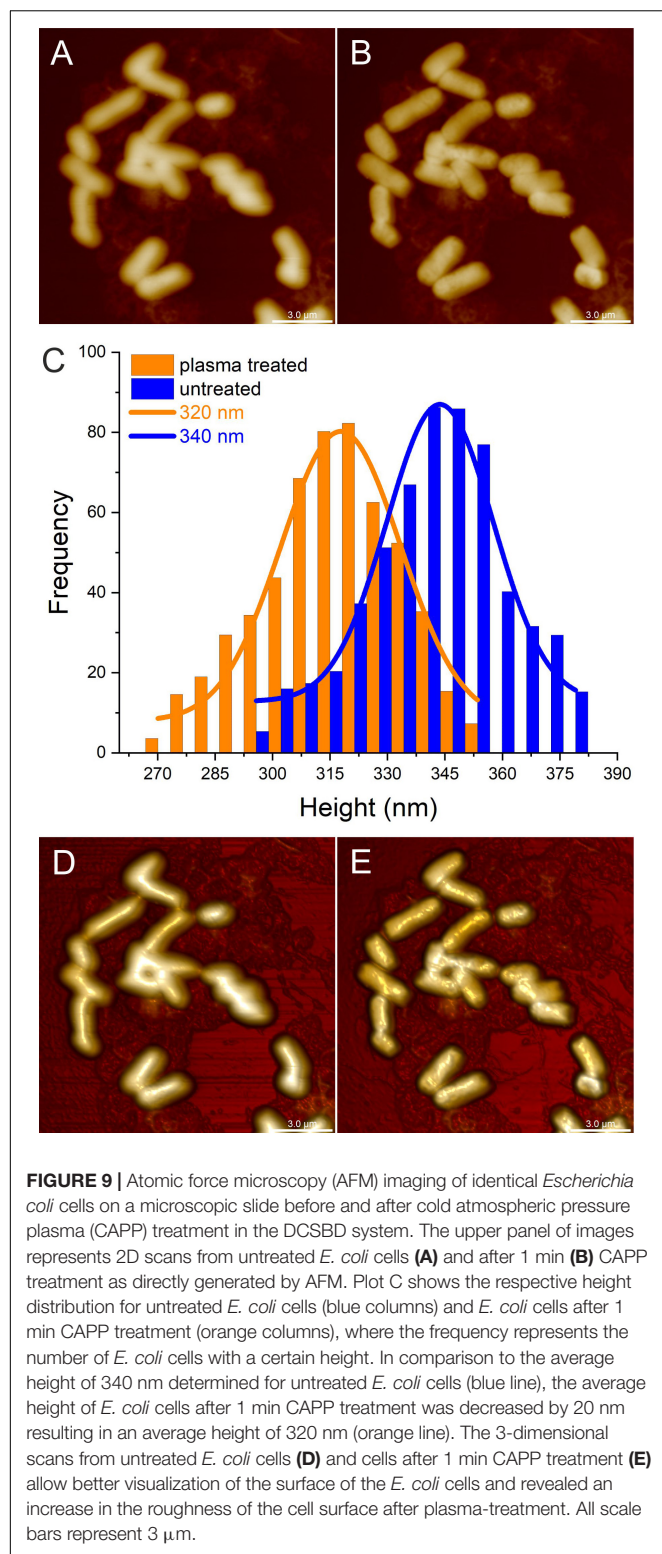 A
B
3.0 µm
3.0 µm
C
100
80
60
40
20
0
Frequency
plasma treated
untreated
320 nm
340 nm
270 285 300 315 330 345 360 375 390
Height (nm)
D
E
3.0 µm
3.0 µm
FIGURE 9 | Atomic force microscopy (AFM) imaging of identical Escherichia
coli cells on a microscopic slide before and after cold atmospheric pressure
plasma (CAPP) treatment in the DCSBD system. The upper panel of images
represents 2D scans from untreated E. coli cells (A) and after 1 min (B) CAPP
treatment as directly generated by AFM. Plot C shows the respective height
distribution for untreated E. coli cells (blue columns) and E. coli cells after 1
min CAPP treatment (orange columns), where the frequency represents the
number of E. coli cells with a certain height. In comparison to the average
height of 340 nm determined for untreated E. coli cells (blue line), the average
height of E. coli cells after 1 min CAPP treatment was decreased by 20 nm
resulting in an average height of 320 nm (orange line). The 3-dimensional
scans from untreated E. coli cells (D) and cells after 1 min CAPP treatment (E)
allow better visualization of the surface of the E. coli cells and revealed an
increase in the roughness of the cell surface after plasma-treatment. All scale
bars represent 3 µm.